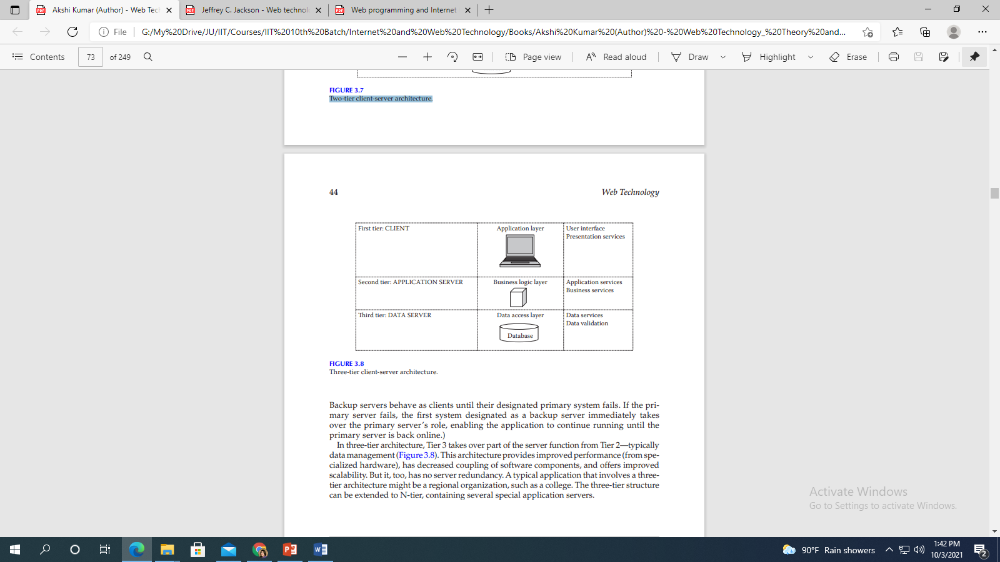 Akshi Kumar (Author) - Web Tec
Jeffrey C. Jackson - Web technol
Web programming and Internet
File
G:/My%20Drive/JU/IIT/Courses/IIT%2010th%20Batch/Internet%20and%20Web%20Technology/Books/Akshi%20Kumar%20(Author)%20-%20Web%20Technology_%20Theory%20and...
Contents
73
of 249
Page view
Read aloud
Draw
Highlight
Erase
FIGURE 3.7
Two-tier client-server architecture.
44
Web Technology
First tier: CLIENT
Application layer
User interface
Presentation services
Second tier: APPLICATION SERVER
Business logic layer
Application services
Business services
Third tier: DATA SERVER
Data access layer
Data services
Data validation
Database
FIGURE 3.8
Three-tier client-server architecture.
Backup servers behave as clients until their designated primary system fails. If the pri-
mary server fails, the first system designated as a backup server immediately takes
over the primary server's role, enabling the application to continue running until the
primary server is back online.)
In three-tier architecture, Tier 3 takes over part of the server function from Tier 2—typically
data management (Figure 3.8). This architecture provides improved performance (from spe-
cialized hardware), has decreased coupling of software components, and offers improved
scalability. But it, too, has no server redundancy. A typical application that involves a three-
tier architecture might be a regional organization, such as a college. The three-tier structure
can be extended to N-tier, containing several special application servers.
Activate Windows
Go to Settings to activate Windows.
90°F Rain showers
1:42 PM
10/3/2021
2